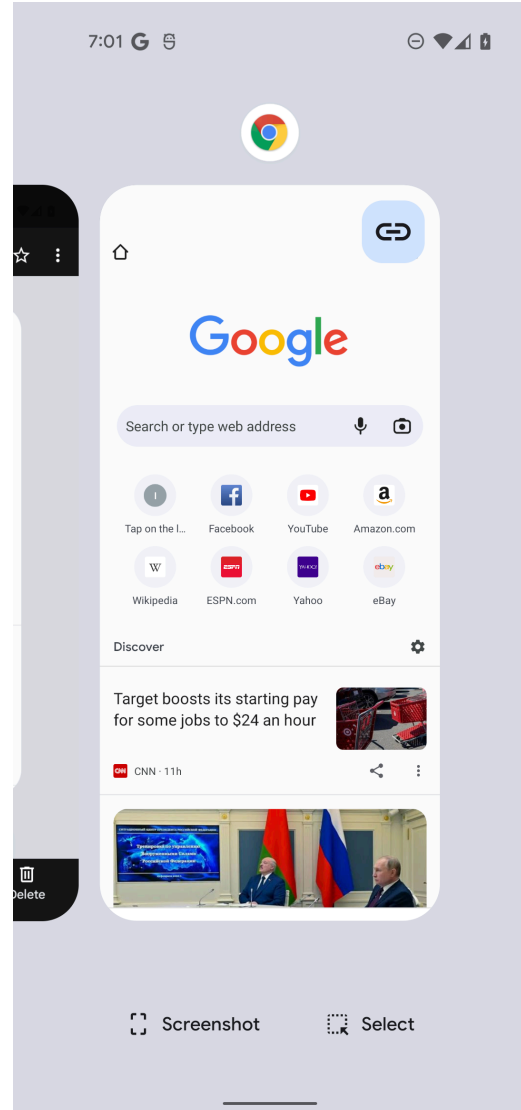 7:01
Google
Search or type web address
Tap on the l...
Facebook
YouTube
Amazon.com
Wikipedia
ESPN.com
Yahoo
eBay
Discover
Target boosts its starting pay
for some jobs to $24 an hour
CNN · 11h
Delete
Screenshot
Select